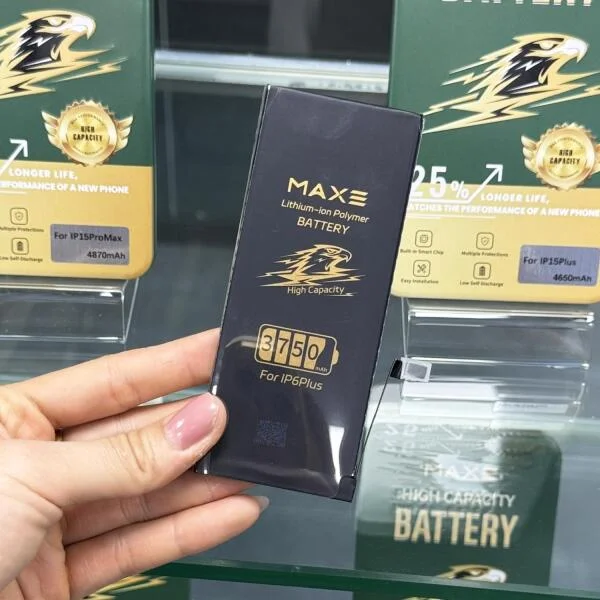 HIGH
CAPACITY
LONGER LIFE,
PERFORMANCE OF A NEW PHONE
Multiple Protections
Low Self-Discharge
For IP15ProMax
4870mAh
MAXE
Lithium-ion Polymer
BATTERY
High Capacity
3750 mAh
For IP6Plus
BATTERY
HIGH
CAPACITY
25%
LONGER LIFE,
MATCHES THE PERFORMANCE OF A NEW PHONE
Built-in Smart Chip
Multiple Protections
Easy Installation
Low Self-Discharge
For IP15Plus
4650mAh
MAXE
HIGH CAPACITY
BATTERY